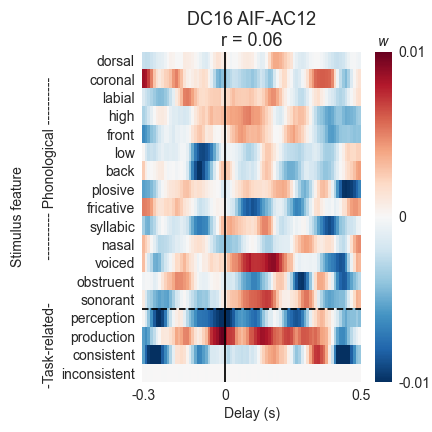 DC16 AIF-AC12
r = 0.06
w
dorsal
coronal
labial
high
front
low
back
plosive
fricative
syllabic
nasal
voiced
obstruent
sonorant
perception
production
consistent
inconsistent
Stimulus feature
-Task-related- ---------- Phonological ----------
0.01
0
-0.01
-0.3
0
0.5
Delay (s)